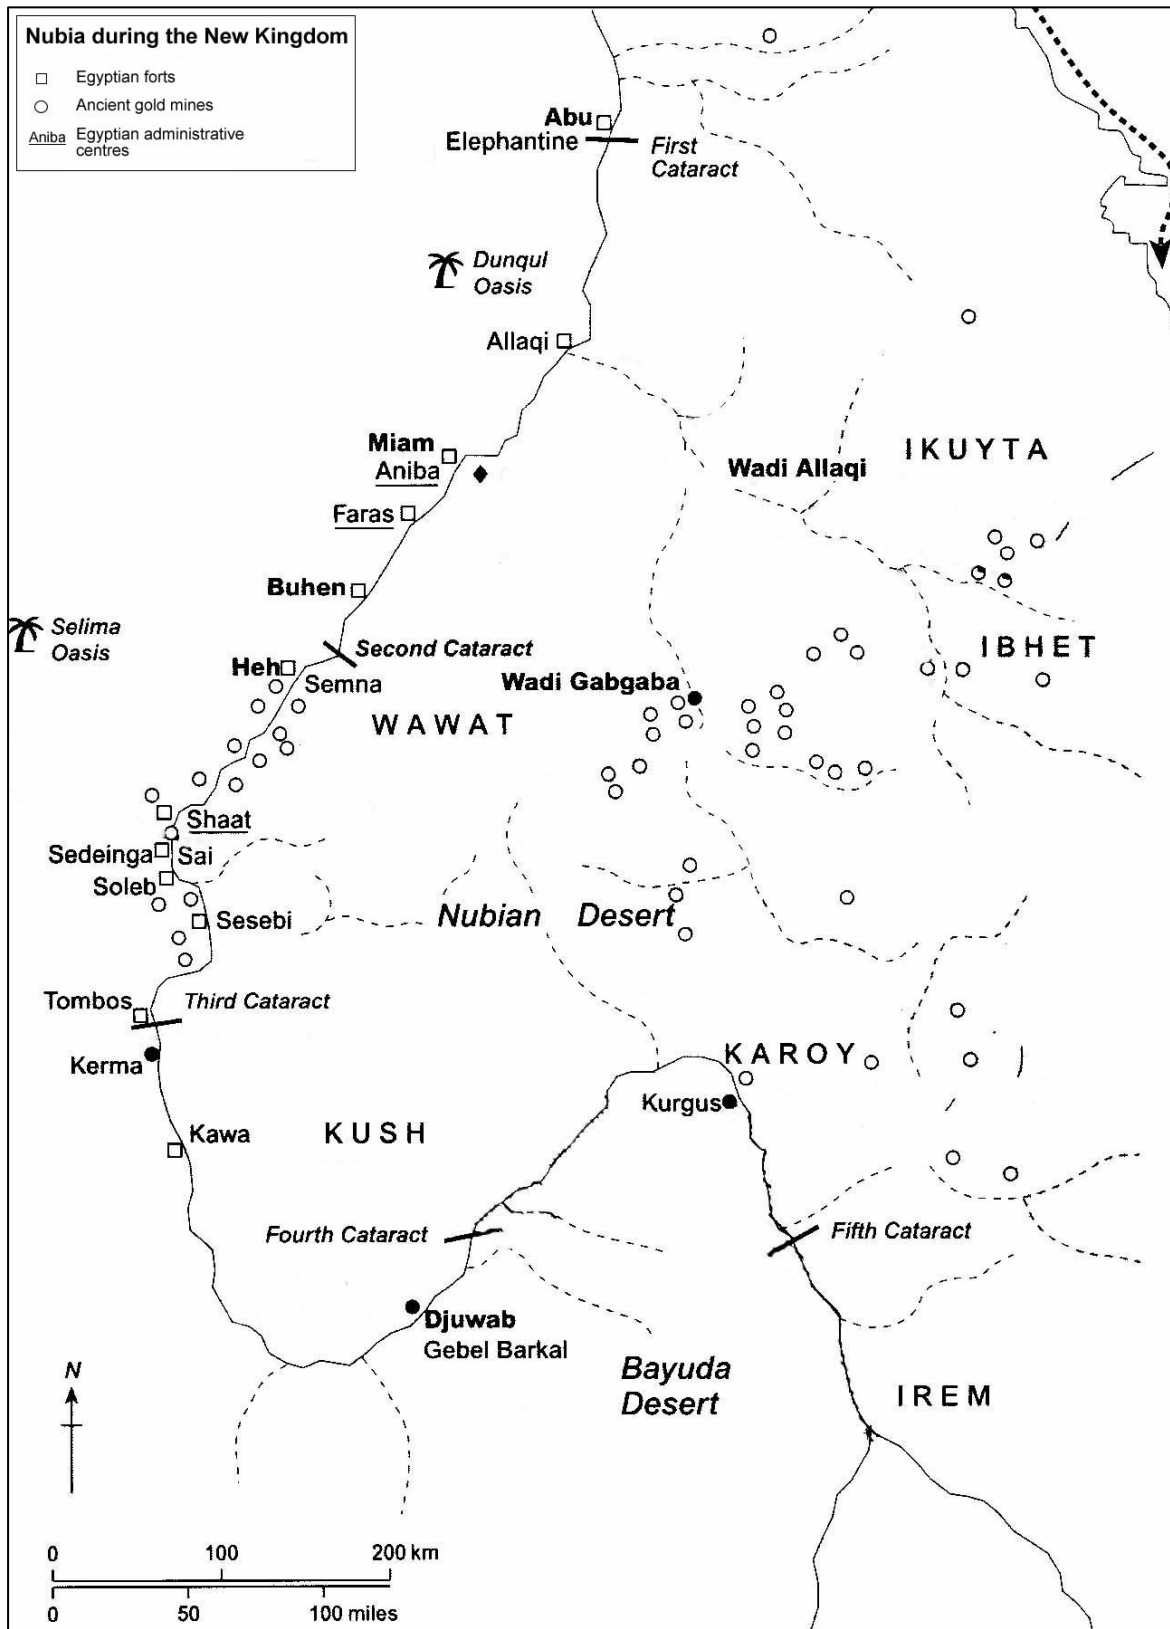 Nubia during the New Kingdom
Egyptian forts
Ancient gold mines
Aniba
Egyptian administrative
centres
Abu
Elephantine
First
Cataract
Dunqul
Oasis
Allaqi
Miam
Aniba
IKUYTA
Wadi Allaqi
Faras
Buhen
Selima
Oasis
Second Cataract
Heh
Semna
IBHET
Wadi Gabgaba
WAWAT
Shaat
Sedeinga
Sai
Soleb
Sesebi
Nubian Desert
Tombos
Third Cataract
Kerma
KAROY
Kurgus
Kawa
KUSH
Fourth Cataract
Fifth Cataract
Djuwab
Gebel Barkal
Bayuda
Desert
IREM
N
0 100 200 km
0 50 100 miles